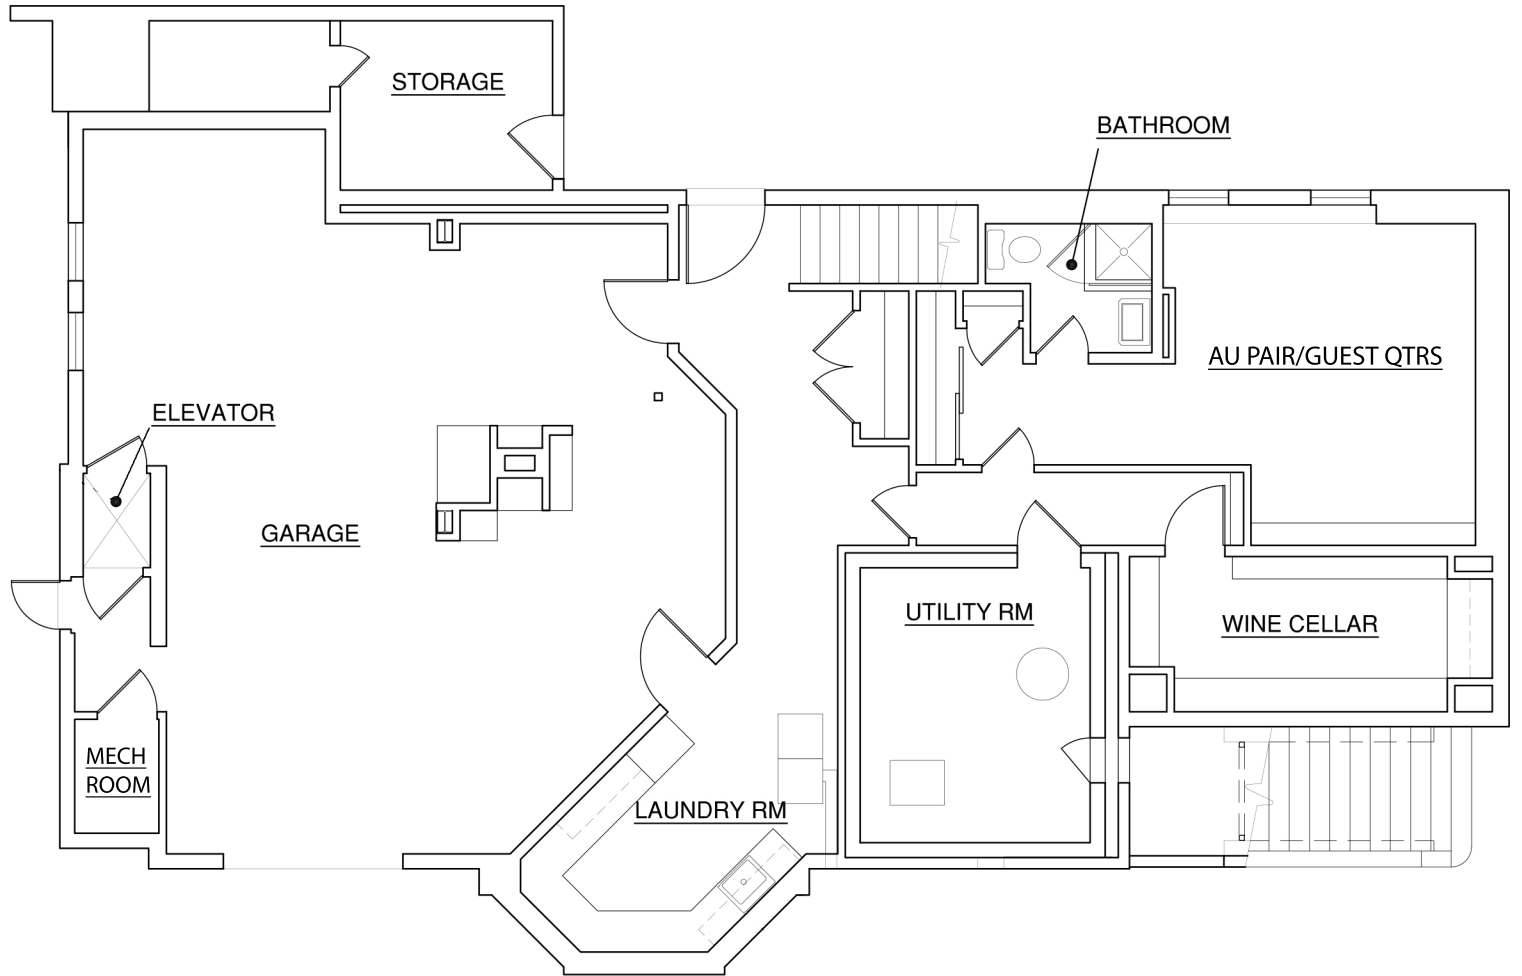 STORAGE
BATHROOM
AU PAIR/GUEST QTRS
ELEVATOR
GARAGE
UTILITY RM
WINE CELLAR
MECH
ROOM
LAUNDRY RM